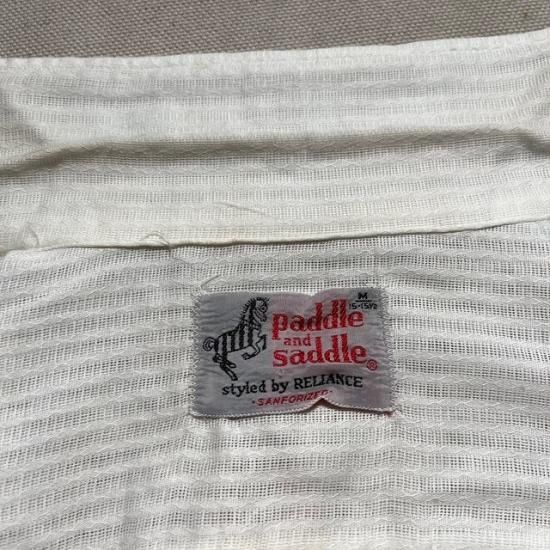 M
15-15½
paddle
and
saddle®
styled by RELIANCE
·SANFORIZED·